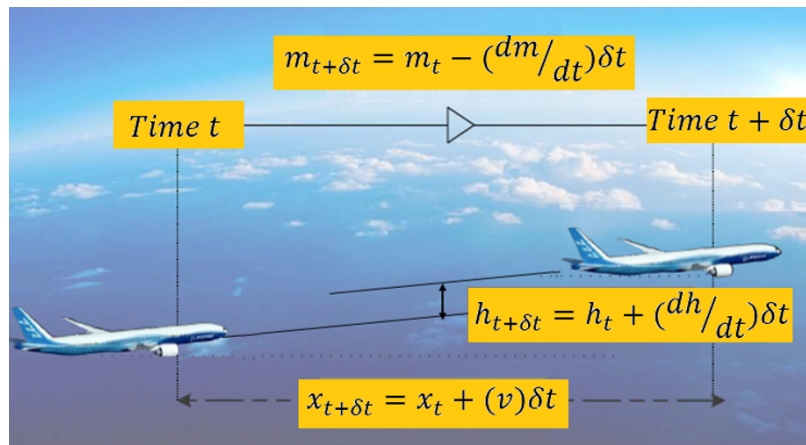 m_{t+δt} = m_t − (dm/dt)δt
Time t
Time t + δt
h_{t+δt} = h_t + (dh/dt)δt
x_{t+δt} = x_t + (v)δt